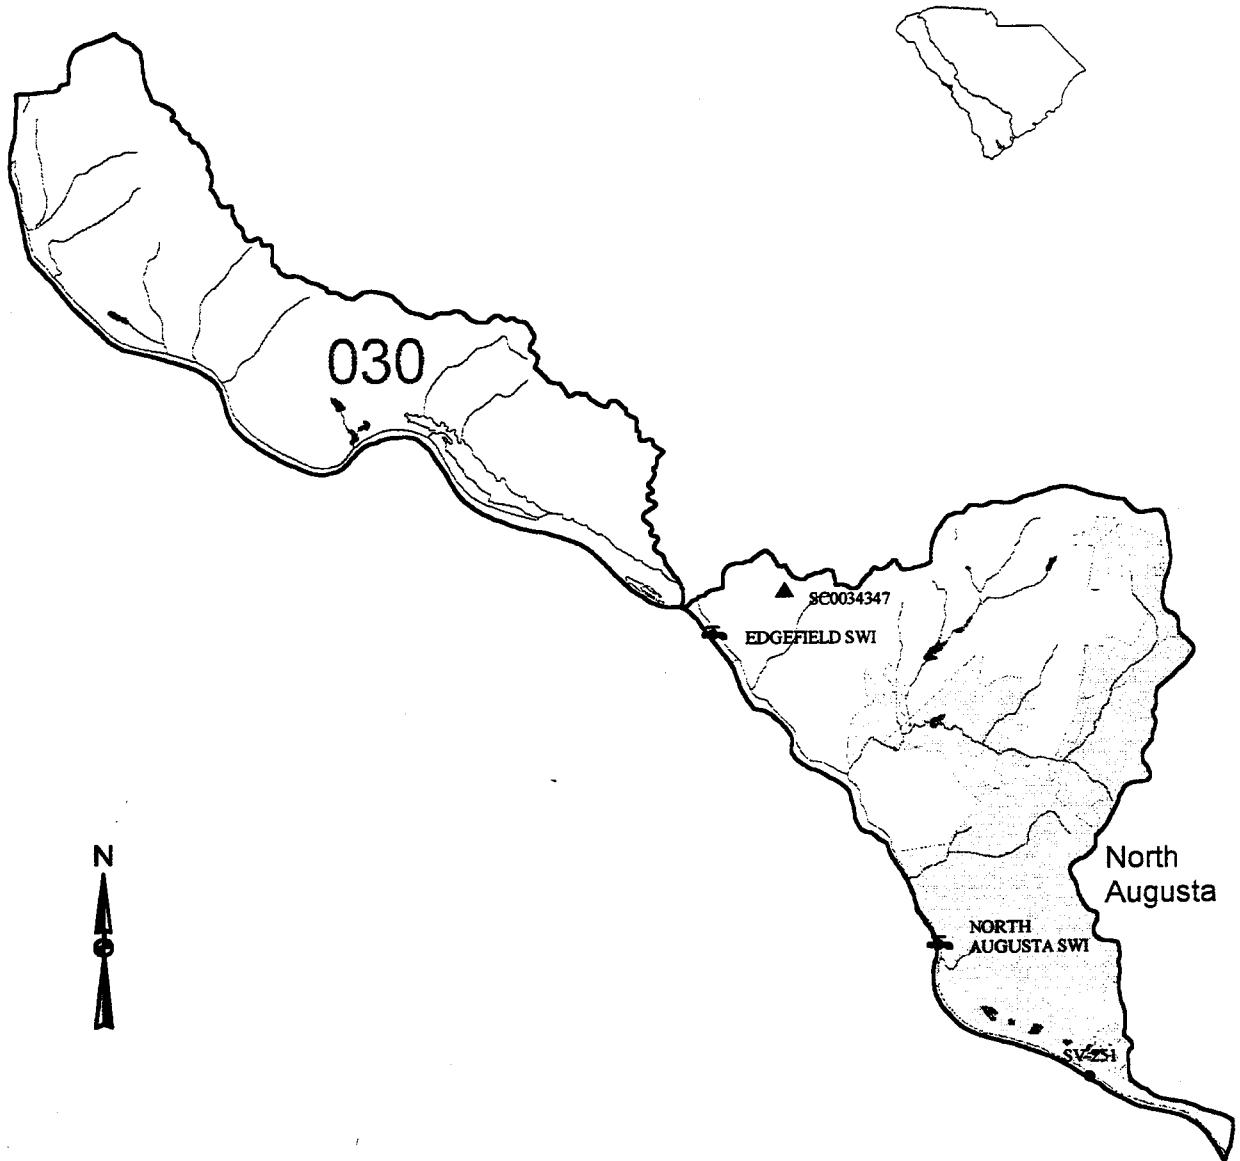 030
SC0034347
EDGEFIELD SWI
North
Augusta
N
NORTH
AUGUSTA SWI
SV-251